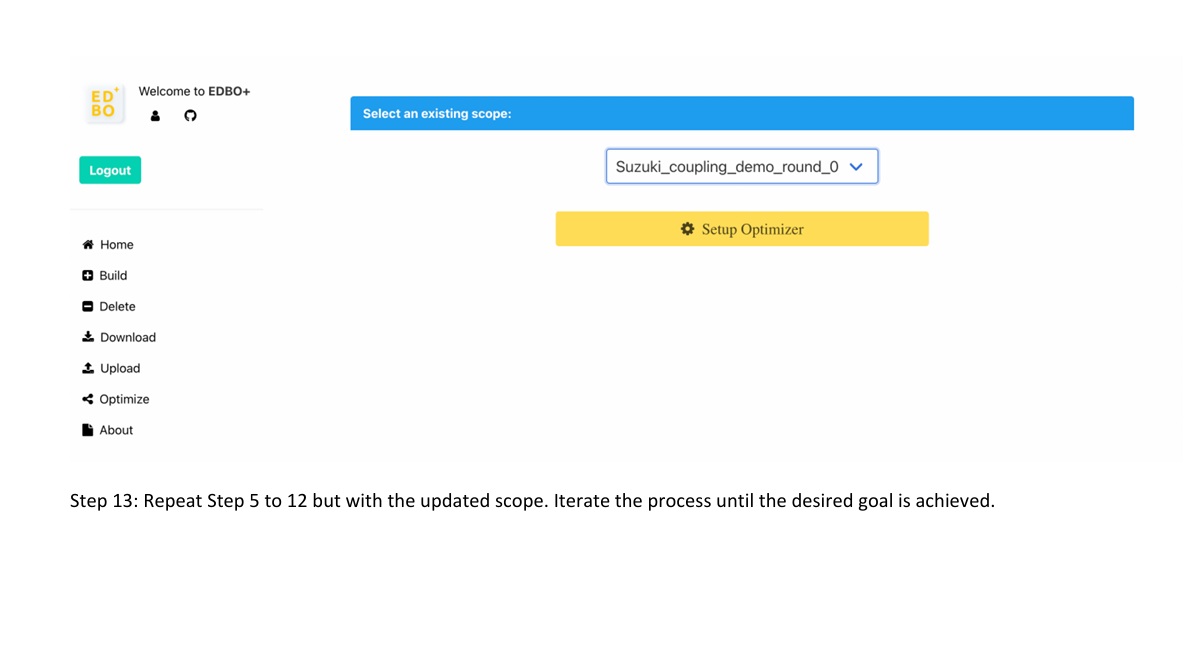 ED+
BO
Welcome to EDBO+
Logout
Home
Build
Delete
Download
Upload
Optimize
About
Select an existing scope:
Suzuki_coupling_demo_round_0
Setup Optimizer
Step 13: Repeat Step 5 to 12 but with the updated scope. Iterate the process until the desired goal is achieved.